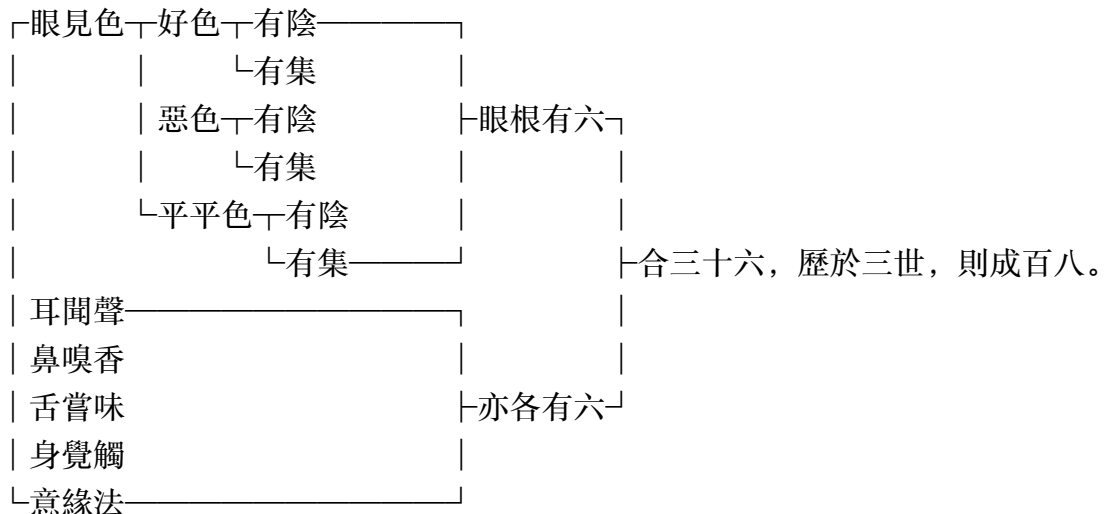 ┌眼見色┬好色┬有陰────┐
│　　　│　　└有集　　　　│
│　　　│惡色┬有陰　　　　├眼根有六┐
│　　　│　　└有集　　　　│　　　　│
│　　　└平平色┬有陰　　　│　　　　│
│　　　　　　　└有集───┘　　　　├合三十六，歷於三世，則成百八。
│耳聞聲──────────┐　　　　│
│鼻嗅香　　　　　　　　　　│　　　　│
│舌嘗味　　　　　　　　　　├亦各有六┘
│身覺觸　　　　　　　　　　│
└意緣法──────────┘